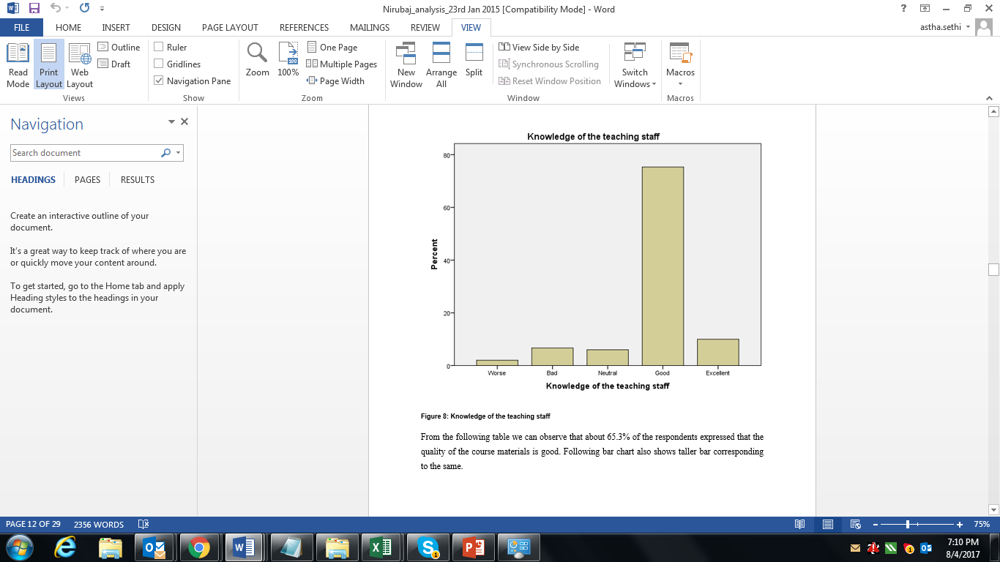 Nirubaj_analysis_23rd Jan 2015 [Compatibility Mode] - Word
FILE HOME INSERT DESIGN PAGE LAYOUT REFERENCES MAILINGS REVIEW VIEW astha.sethi
Read Mode
Print Layout
Web Layout
Outline
Draft
Views
Ruler
Gridlines
Navigation Pane
Show
Zoom
100
100%
One Page
Multiple Pages
Page Width
Zoom
New Window
Arrange All
Split
View Side by Side
Synchronous Scrolling
Reset Window Position
Window
Switch Windows
Macros
Macros
Navigation
Search document
HEADINGS PAGES RESULTS
Create an interactive outline of your
document.
It's a great way to keep track of where you are
or quickly move your content around.
To get started, go to the Home tab and apply
Heading styles to the headings in your
document.
Knowledge of the teaching staff
Percent
80
60
40
20
0
Worse Bad Neutral Good Excellent
Knowledge of the teaching staff
Figure 8: Knowledge of the teaching staff
From the following table we can observe that about 65.3% of the respondents expressed that the
quality of the course materials is good. Following bar chart also shows taller bar corresponding
to the same.
PAGE 12 OF 29 2356 WORDS 75%
7:10 PM
8/4/2017